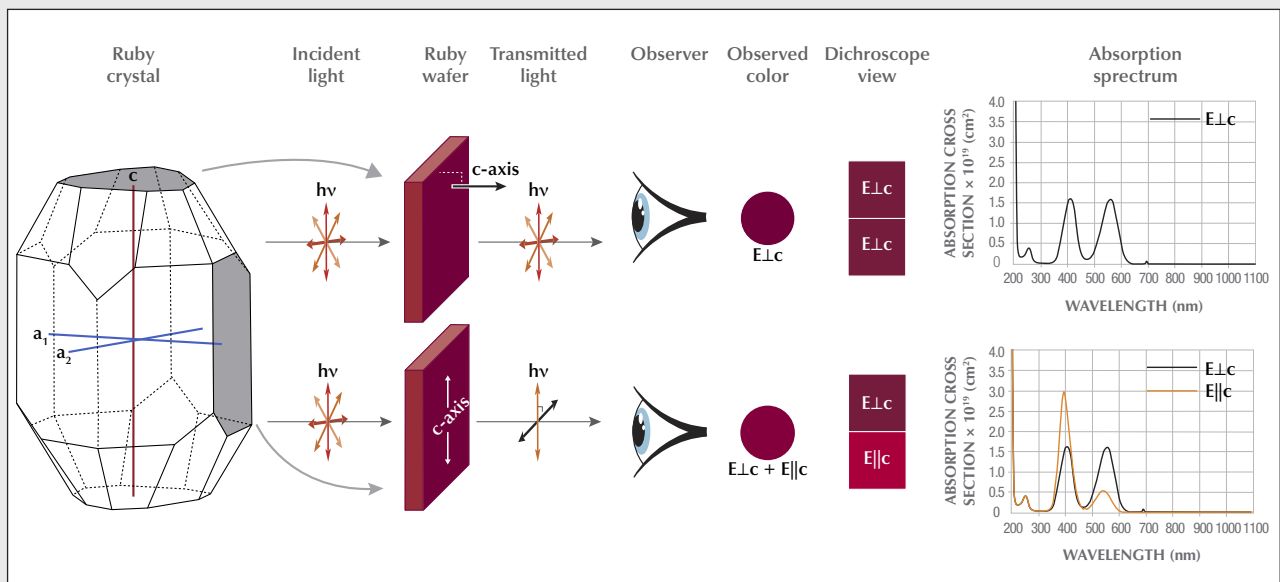 Ruby
crystal
Incident
light
Ruby
wafer
Transmitted
light
Observer
Observed
color
Dichroscope
view
Absorption
sprectrum
c
a1
a2
hν
c-axis
hν
E⊥c
E⊥c
E⊥c
ABSORPTION CROSS
SECTION × 10¹⁹ (cm²)
4.0
3.5
3.0
2.5
2.0
1.5
1.0
0.5
0
E⊥c
200 300 400 500 600 700 800 900 1000 1100
WAVELENGTH (nm)
hν
c-axis
hν
E⊥c + E||c
E⊥c
E||c
ABSORPTION CROSS
SECTION × 10¹⁹ (cm²)
4.0
3.5
3.0
2.5
2.0
1.5
1.0
0.5
0
E⊥c
E||c
200 300 400 500 600 700 800 900 1000 1100
WAVELENGTH (nm)